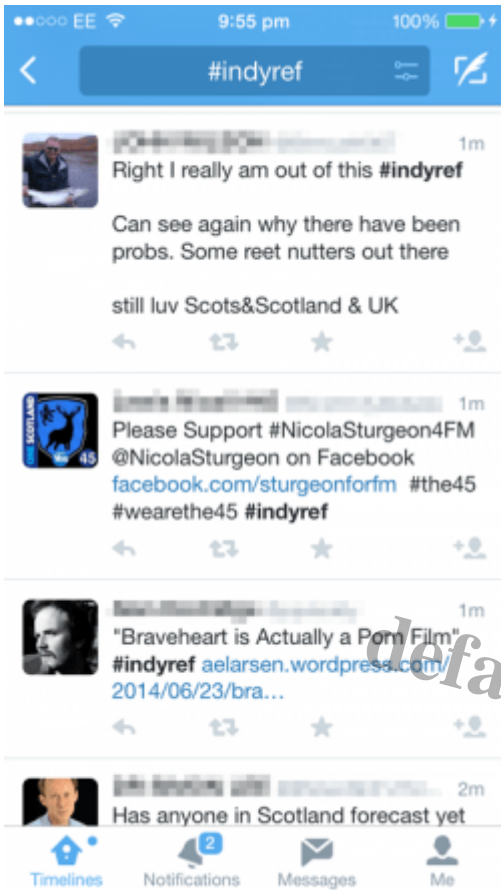 EE 9:55 pm 100%
#indyref
1m
Right I really am out of this #indyref
Can see again why there have been
probs. Some reet nutters out there
still luv Scots&Scotland & UK
1m
ONE SCOTLAND
Yes
45
Please Support #NicolaSturgeon4FM
@NicolaSturgeon on Facebook
facebook.com/sturgeonforfm #the45
#wearethe45 #indyref
1m
"Braveheart is Actually a Porn Film"
#indyref aelarsen.wordpress.com/
2014/06/23/bra...
defa
2m
Has anyone in Scotland forecast yet
2
Timelines Notifications Messages Me